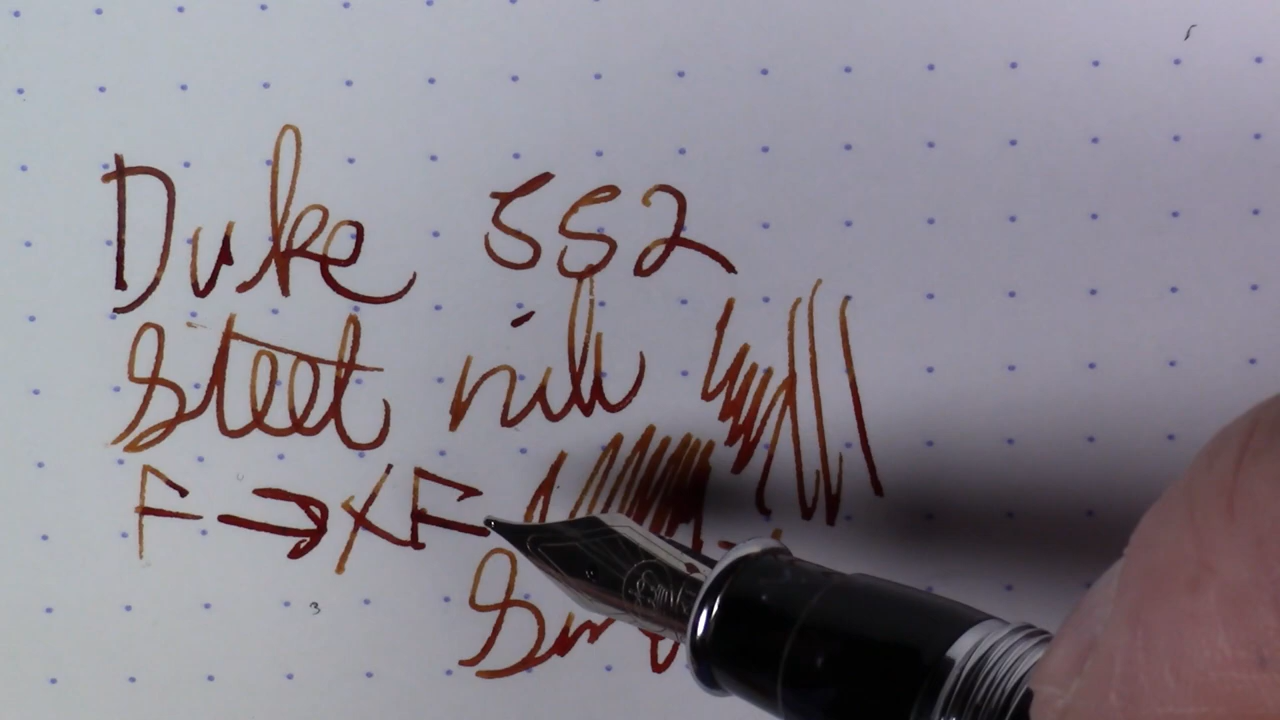 Duke 552
Steel nib
F → XF